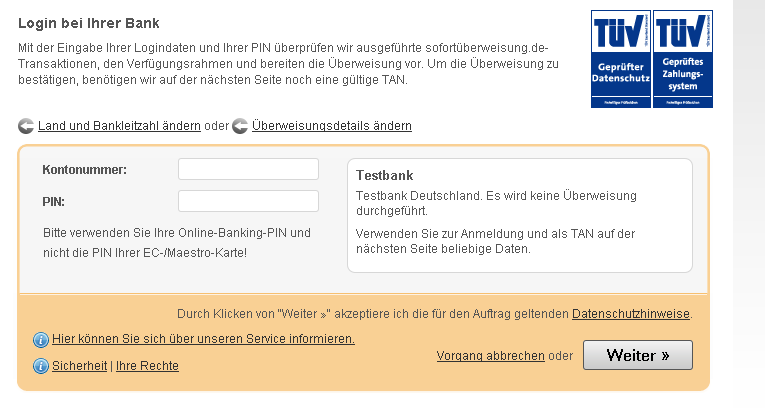 Login bei Ihrer Bank
Mit der Eingabe Ihrer Logindaten und Ihrer PIN überprüfen wir ausgeführte sofortüberweisung.de-
Transaktionen, den Verfügungsrahmen und bereiten die Überweisung vor. Um die Überweisung zu
bestätigen, benötigen wir auf der nächsten Seite noch eine gültige TAN.
TÜV
Geprüfter
Datenschutz
TÜV
Geprüftes
Zahlungs-
system
Land und Bankleitzahl ändern oder Überweisungsdetails ändern
Kontonummer:
PIN:
Bitte verwenden Sie Ihre Online-Banking-PIN und
nicht die PIN Ihrer EC-/Maestro-Karte!
Testbank
Testbank Deutschland. Es wird keine Überweisung
durchgeführt.
Verwenden Sie zur Anmeldung und als TAN auf der
nächsten Seite beliebige Daten.
Durch Klicken von "Weiter »" akzeptiere ich die für den Auftrag geltenden Datenschutzhinweise.
Hier können Sie sich über unseren Service informieren.
Sicherheit | Ihre Rechte
Vorgang abbrechen oder
Weiter »